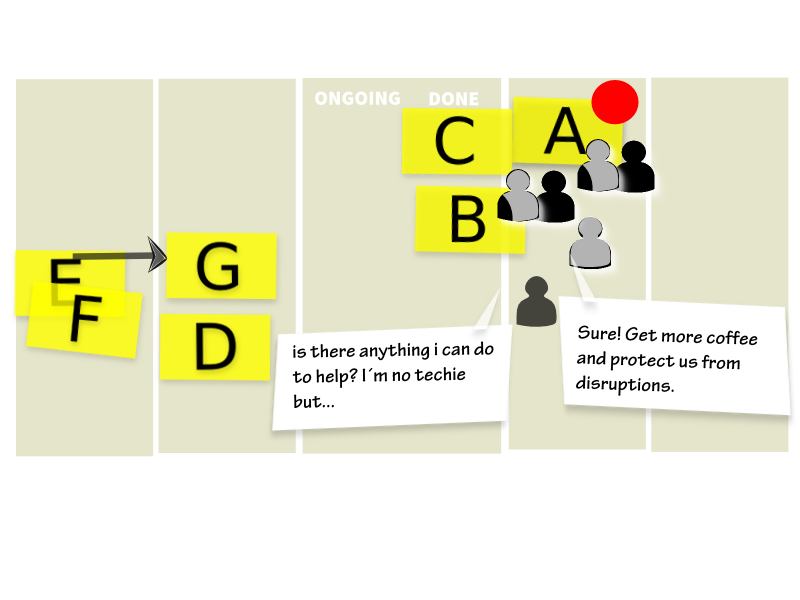 ONGOING DONE
C
A
B
E
G
F
D
is there anything i can do
to help? I´m no techie
but...
Sure! Get more coffee
and protect us from
disruptions.